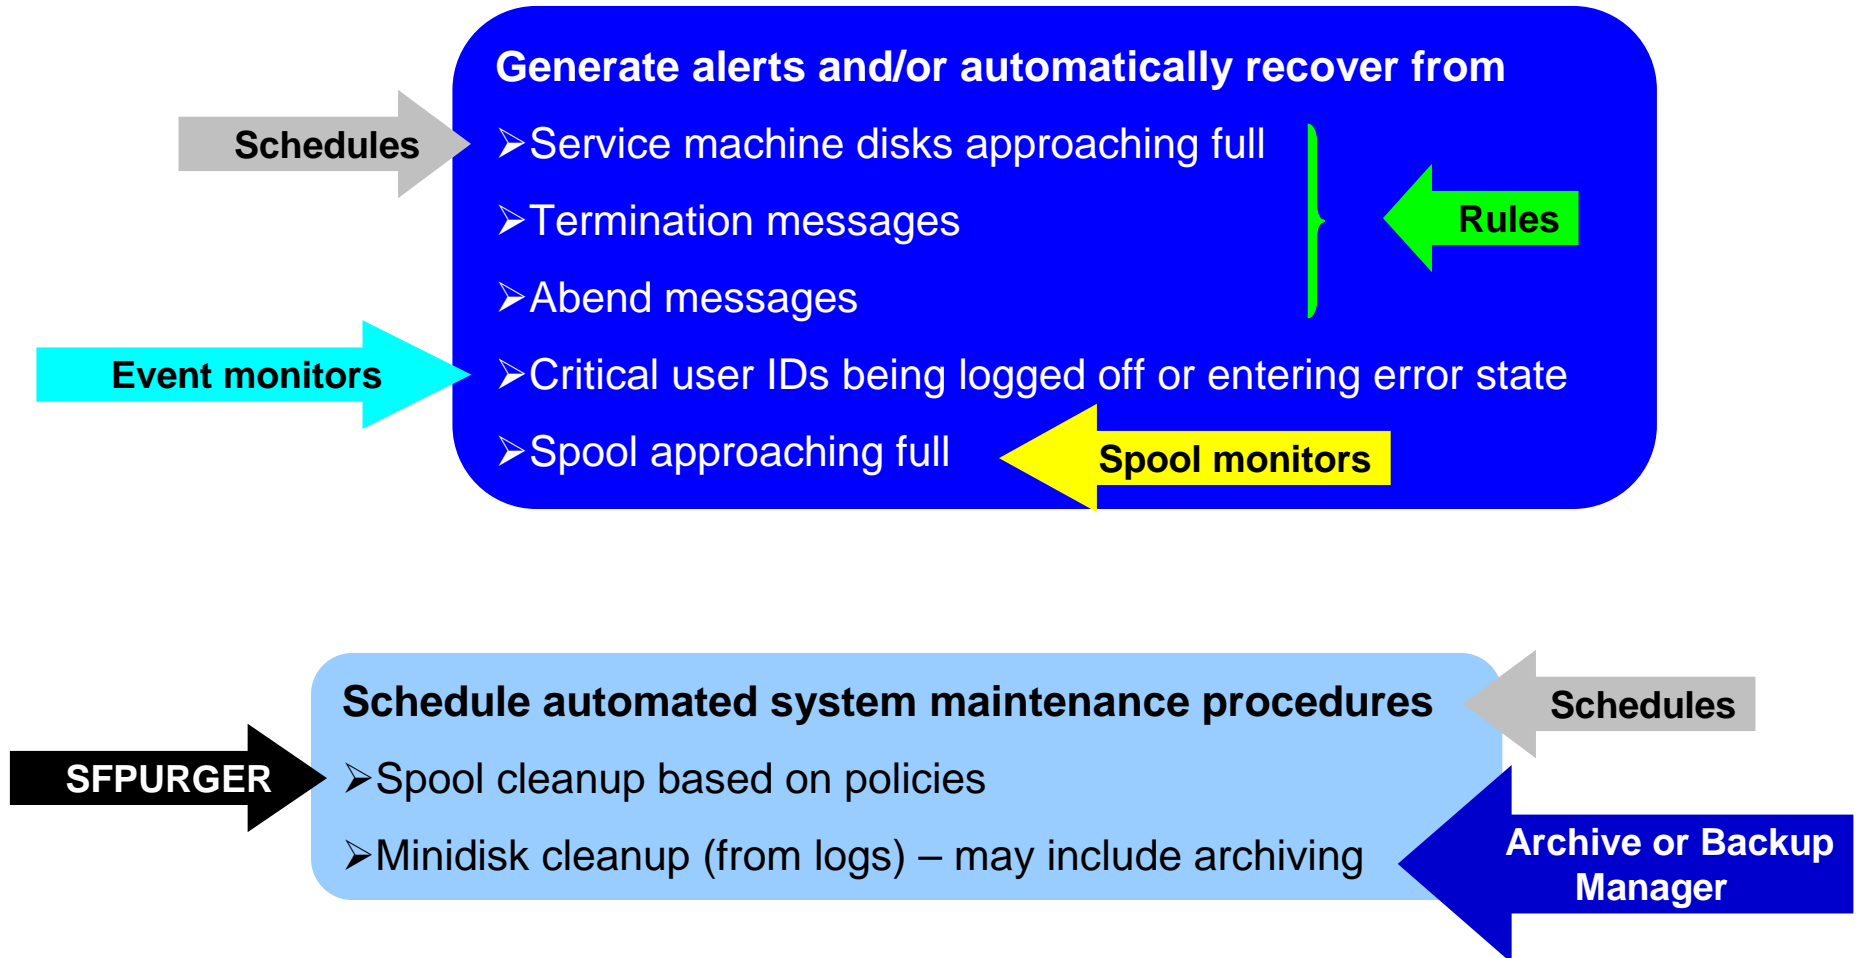 Generate alerts and/or automatically recover from
Schedules
➢Service machine disks approaching full
➢Termination messages
Rules
➢Abend messages
Event monitors
➢Critical user IDs being logged off or entering error state
➢Spool approaching full
Spool monitors
Schedule automated system maintenance procedures
Schedules
SFPURGER
➢Spool cleanup based on policies
➢Minidisk cleanup (from logs) – may include archiving
Archive or Backup
Manager